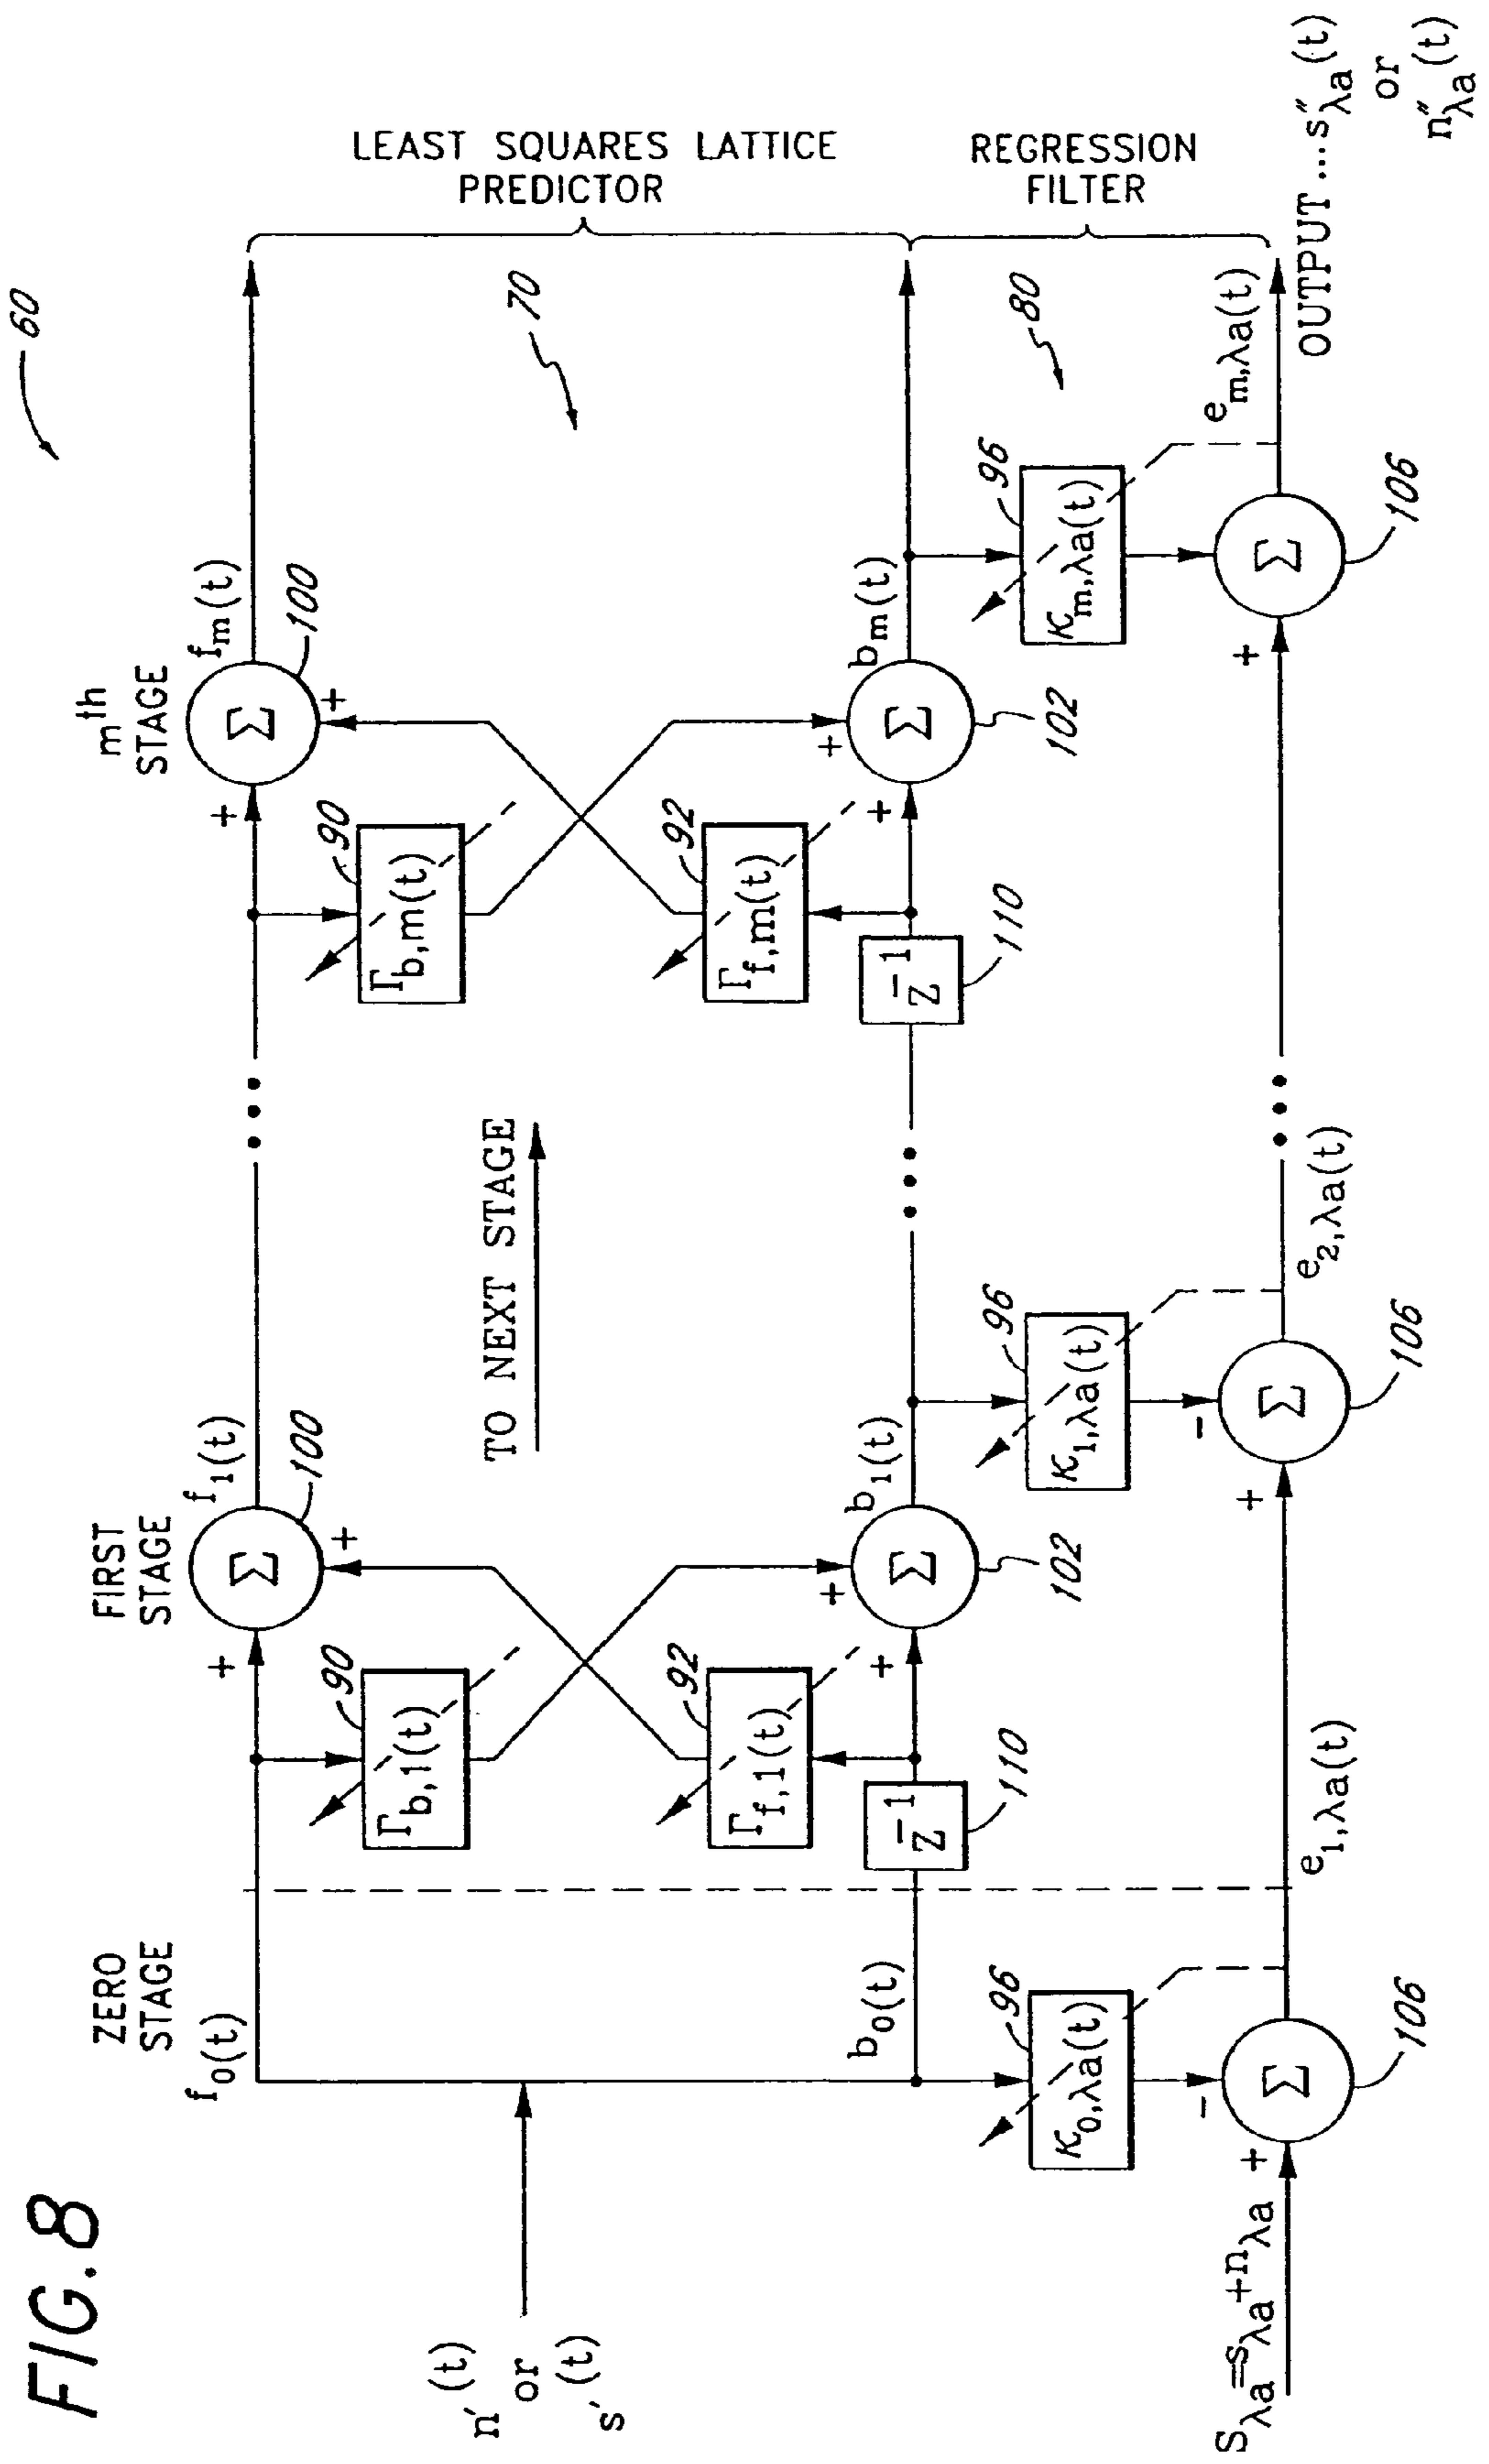 FIG.8
60
ZERO STAGE
FIRST STAGE
mth STAGE
f0(t)
f1(t)
fm(t)
100
100
+
+
+
+
90
90
Γb,1(t)
Γb,m(t)
LEAST SQUARES LATTICE PREDICTOR
70
n′(t) or s′(t)
TO NEXT STAGE
92
92
Γf,1(t)
Γf,m(t)
b0(t)
z-1
110
+
+
b1(t)
Σ
Σ
102
z-1
110
+
+
bm(t)
Σ
Σ
102
REGRESSION FILTER
80
96
96
96
K0,λa(t)
K1,λa(t)
Km,λa(t)
Sλa=sλa+nλa
+
-
Σ
106
e1,λa(t)
+
-
Σ
106
e2,λa(t)
+
Σ
106
em,λa(t)
OUTPUT...s″λa(t)
or
n″λa(t)